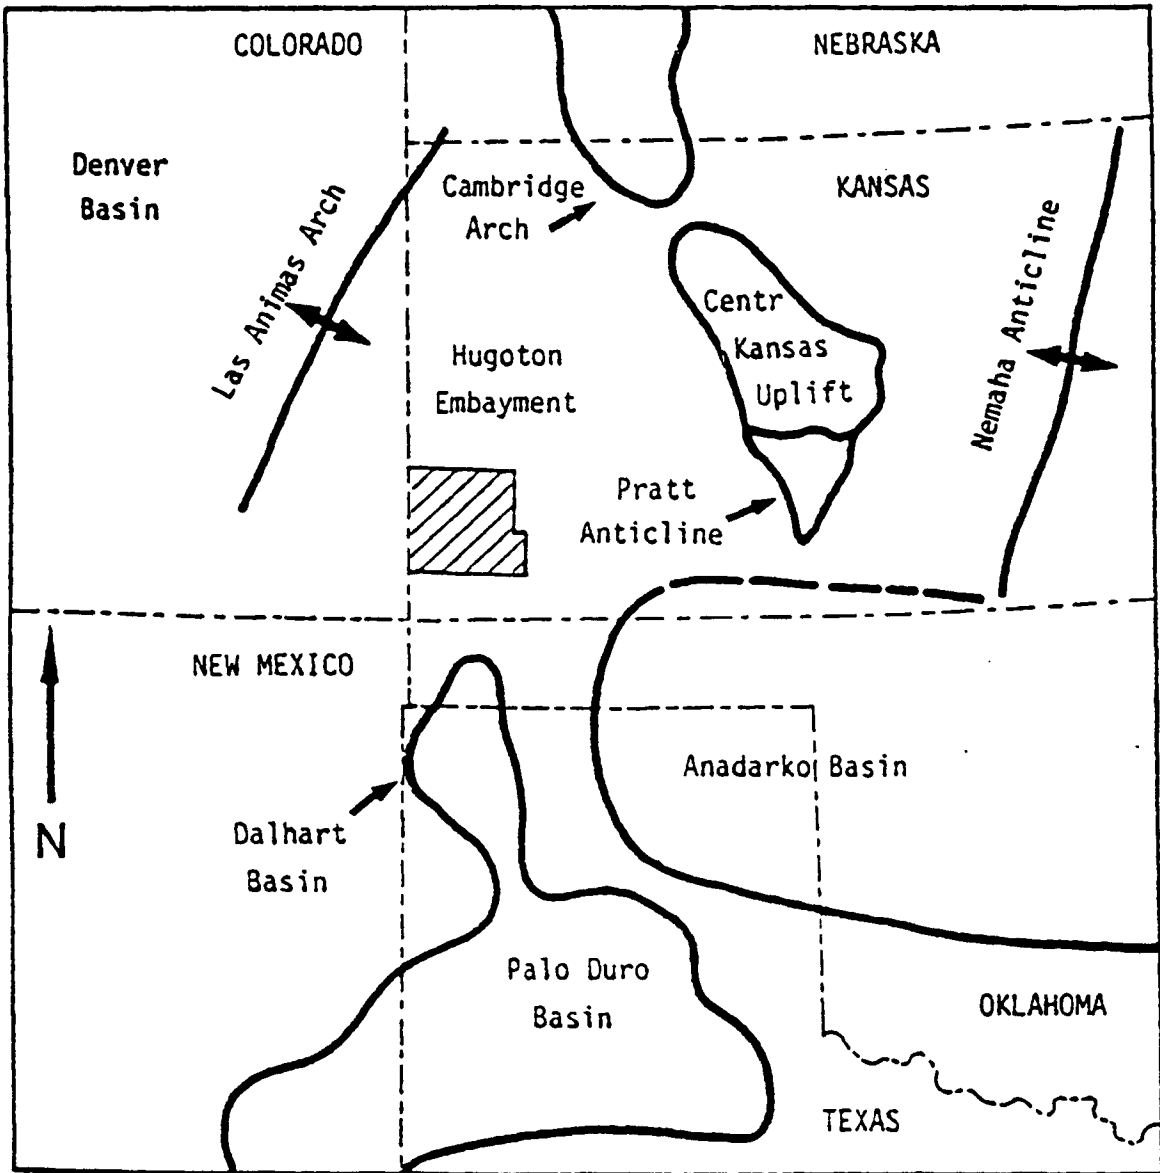 COLORADO
NEBRASKA
Denver
Basin
Las Animas Arch
Cambridge
Arch
KANSAS
Nemaha Anticline
Centr
Kansas
Uplift
Hugoton
Embayment
Pratt
Anticline
NEW MEXICO
N
Dalhart
Basin
Anadarko Basin
Palo Duro
Basin
OKLAHOMA
TEXAS